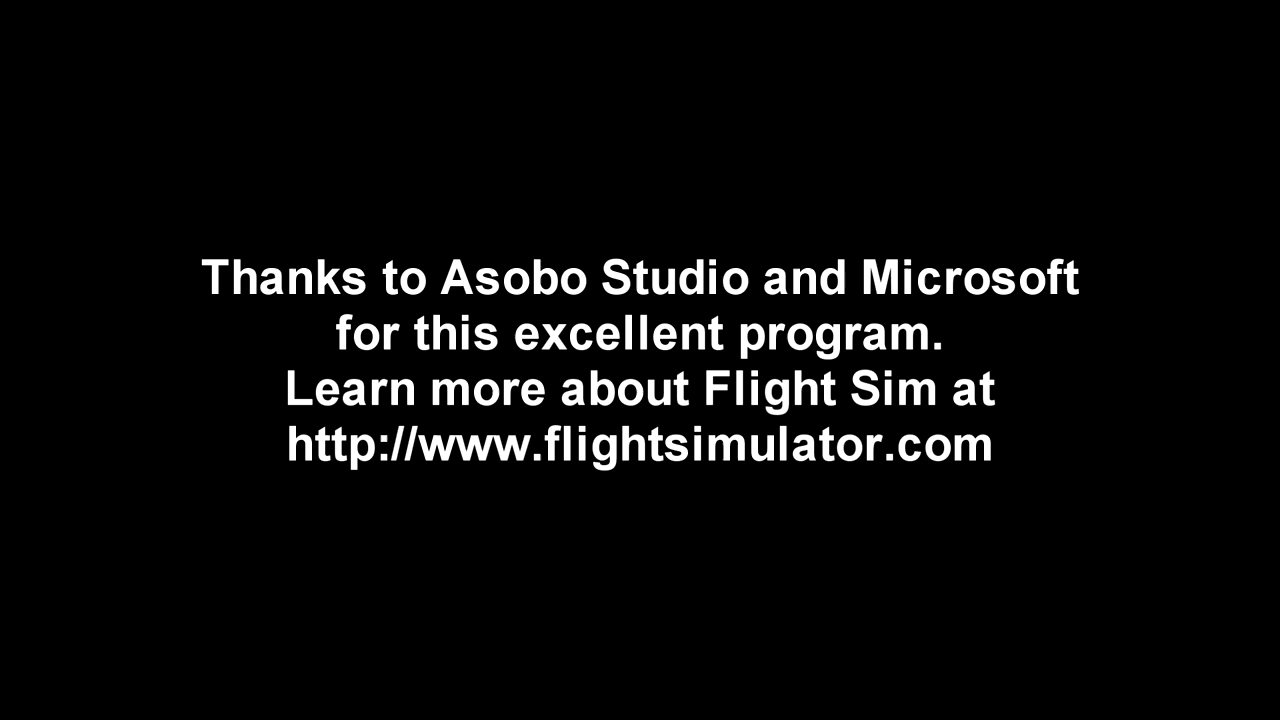 Thanks to Asobo Studio and Microsoft
for this excellent program.
Learn more about Flight Sim at
http://www.flightsimulator.com